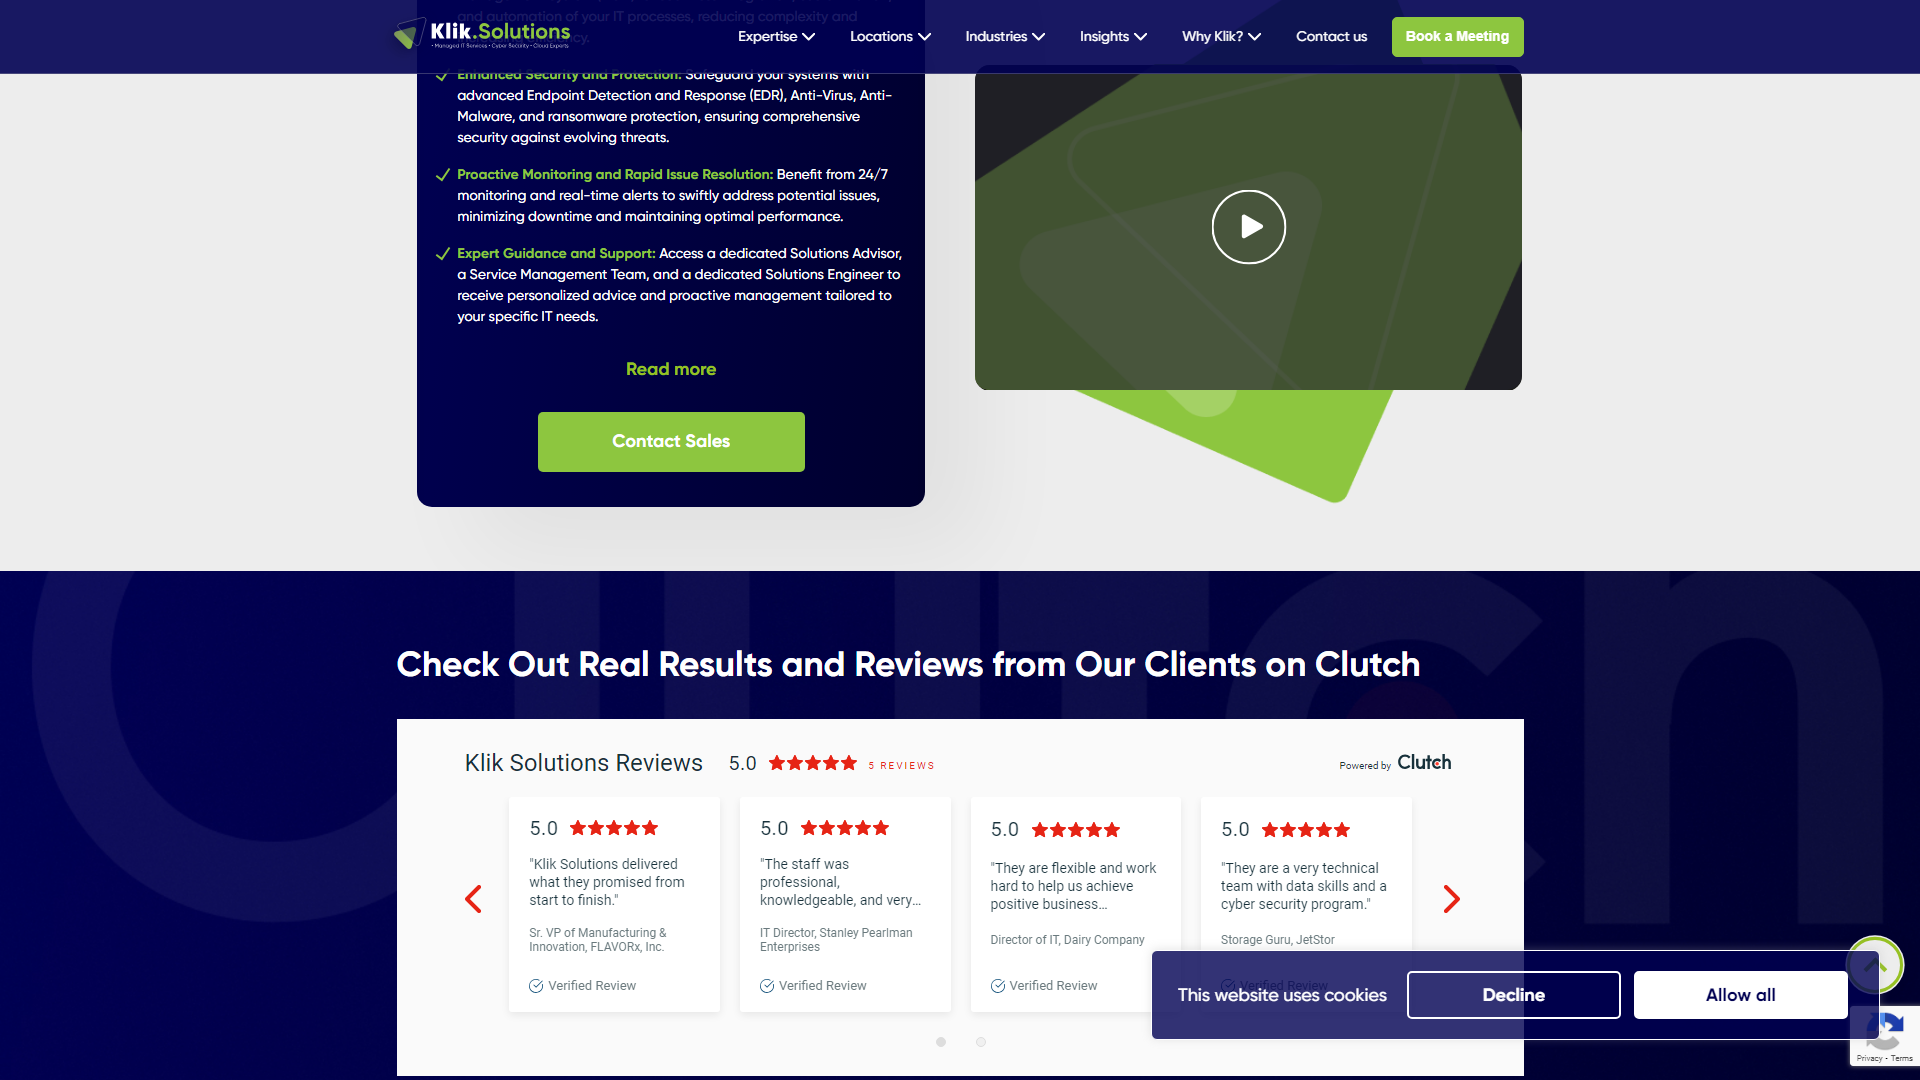 Klik.Solutions
• Managed IT Services • Cyber Security • Cloud Experts
Expertise
Locations
Industries
Insights
Why Klik?
Contact us
Book a Meeting
and automation of your IT processes, reducing complexity and
Enhanced Security and Protection: Safeguard your systems with
advanced Endpoint Detection and Response (EDR), Anti-Virus, Anti-
Malware, and ransomware protection, ensuring comprehensive
security against evolving threats.
Proactive Monitoring and Rapid Issue Resolution: Benefit from 24/7
monitoring and real-time alerts to swiftly address potential issues,
minimizing downtime and maintaining optimal performance.
Expert Guidance and Support: Access a dedicated Solutions Advisor,
a Service Management Team, and a dedicated Solutions Engineer to
receive personalized advice and proactive management tailored to
your specific IT needs.
Read more
Contact Sales
Check Out Real Results and Reviews from Our Clients on Clutch
Klik Solutions Reviews 5.0 5 REVIEWS
Powered by Clutch
5.0
"Klik Solutions delivered
what they promised from
start to finish."
Sr. VP of Manufacturing &
Innovation, FLAVORx, Inc.
Verified Review
5.0
"The staff was
professional,
knowledgeable, and very...
IT Director, Stanley Pearlman
Enterprises
Verified Review
5.0
"They are flexible and work
hard to help us achieve
positive business...
Director of IT, Dairy Company
Verified Review
5.0
"They are a very technical
team with data skills and a
cyber security program."
Storage Guru, JetStor
Verified Review
This website uses cookies
Decline
Allow all
Privacy - Terms